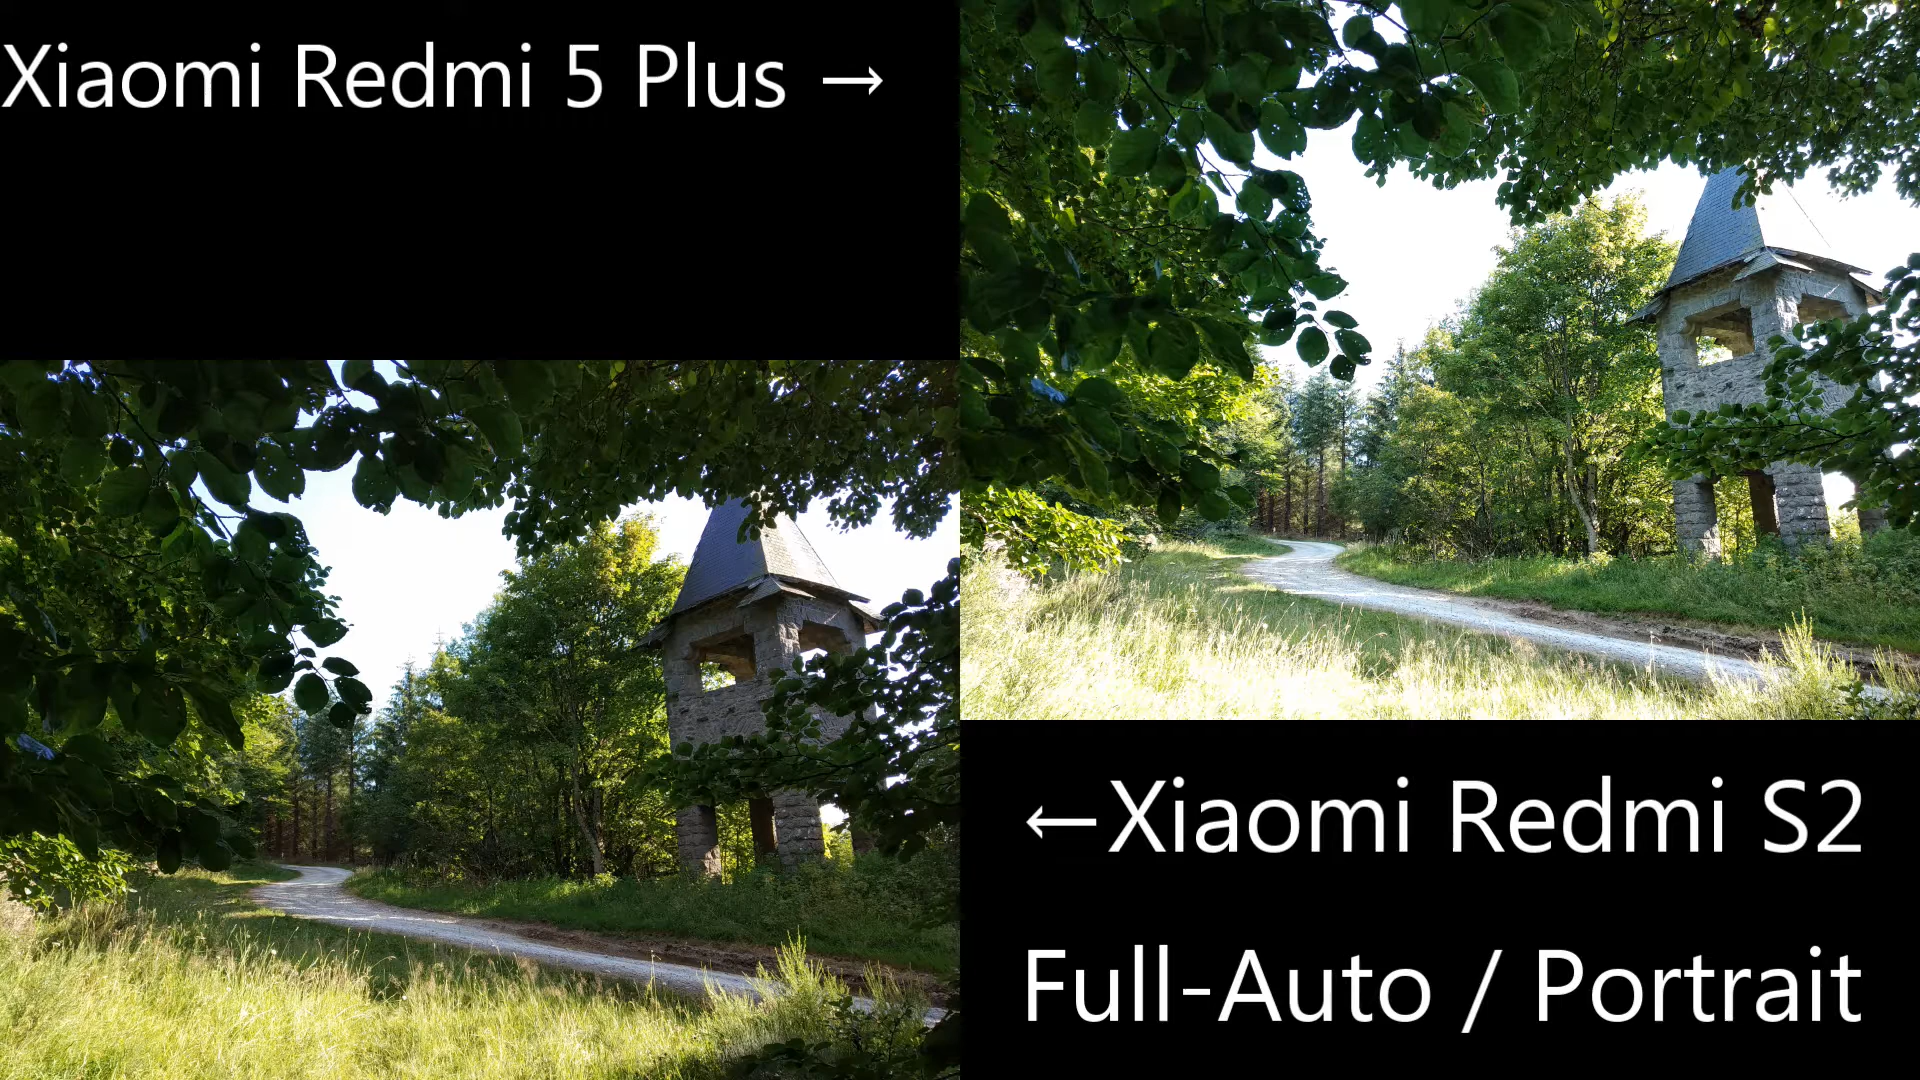 Xiaomi Redmi 5 Plus →
←Xiaomi Redmi S2
Full-Auto / Portrait